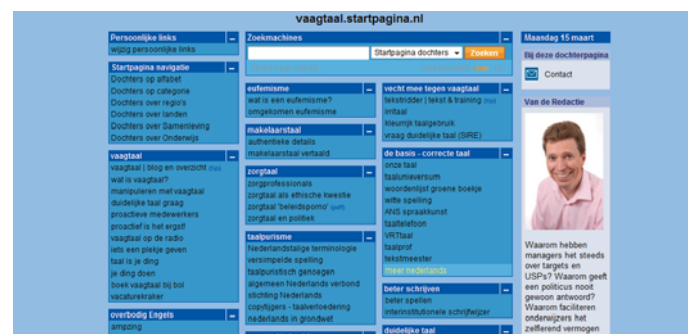 vaagtaal.startpagina.nl
Persoonlijke links
wijzig persoonlijke links
Startpagina navigatie
Dochters op alfabet
Dochters op categorie
Dochters over regio's
Dochters over landen
Dochters over Samenleving
Dochters over Onderwijs
vaagtaal
vaagtaal | blog en overzicht (tip)
wat is vaagtaal?
manipuleren met vaagtaal
duidelijke taal graag
proactieve medewerkers
proactief is het ergst!
vaagtaal op de radio
iets een plekje geven
taal is je ding
je ding doen
boek vaagtaal bij bol
vacaturekraker
overbodig Engels
ampzing
Zoekmachines
Startpagina dochters
Zoeken
eufemisme
wat is een eufemisme?
omgekomen eufemisme
makelaarstaal
authentieke details
makelaarstaal vertaald
zorgtaal
zorgprofessionals
zorgtaal als ethische kwestie
zorgtaal 'beleidsporno' (pdf)
zorgtaal en politiek
taalpurisme
Nederlandstalige terminologie
versimpelde spelling
taalpuristisch genoegen
algemeen Nederlands verbond
stichting Nederlands
copytijgers - taalverloedering
nederlands in grondwet
vecht mee tegen vaagtaal
tekstridder | tekst & training (tip)
irritaal
kleurrijk taalgebruik
vraag duidelijke taal (SIRE)
de basis - correcte taal
onze taal
taalunieversum
woordenlijst groene boekje
witte spelling
ANS spraakkunst
taaltelefoon
VRTtaal
taalprof
tekstmeester
meer nederlands
beter schrijven
beter spellen
interinstitutionele schrijfwijzer
duidelijke taal
Maandag 15 maart
Bij deze dochterpagina
Contact
Van de Redactie
Waarom hebben
managers het steeds
over targets en
USPs? Waarom geeft
een politicus nooit
gewoon antwoord?
Waarom faciliteren
onderwijzers het
zelflerend vermogen